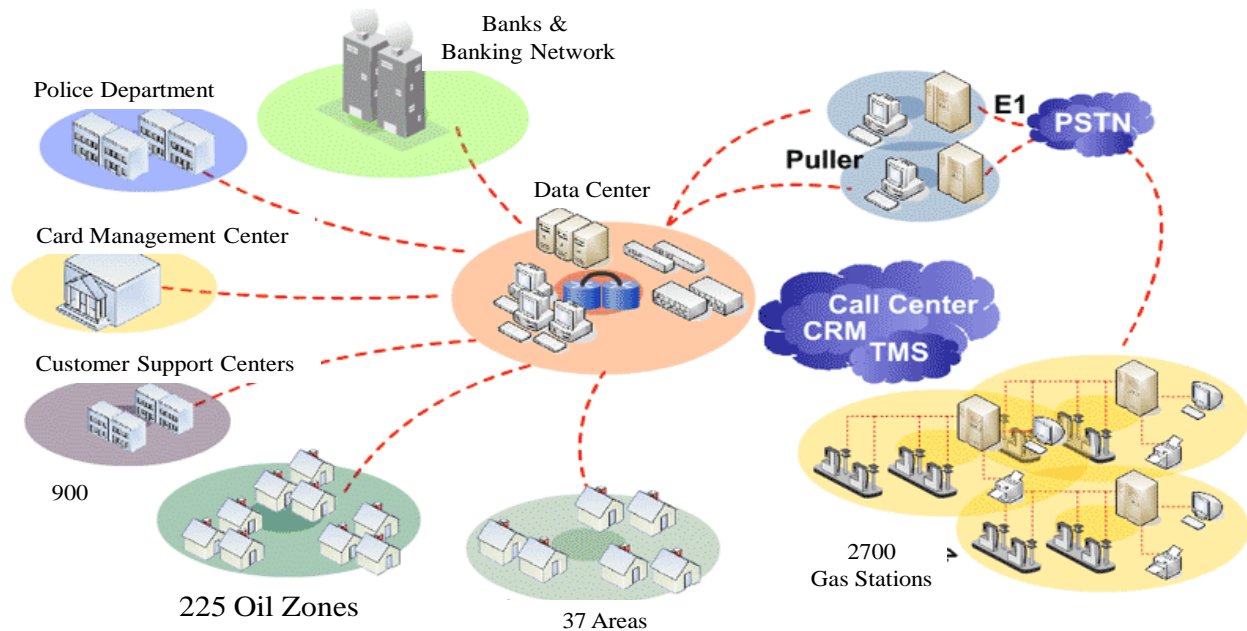 Banks &
Banking Network
Police Department
E1
PSTN
Puller
Data Center
Card Management Center
Call Center
CRM
TMS
Customer Support Centers
900
2700
Gas Stations
225 Oil Zones
37 Areas